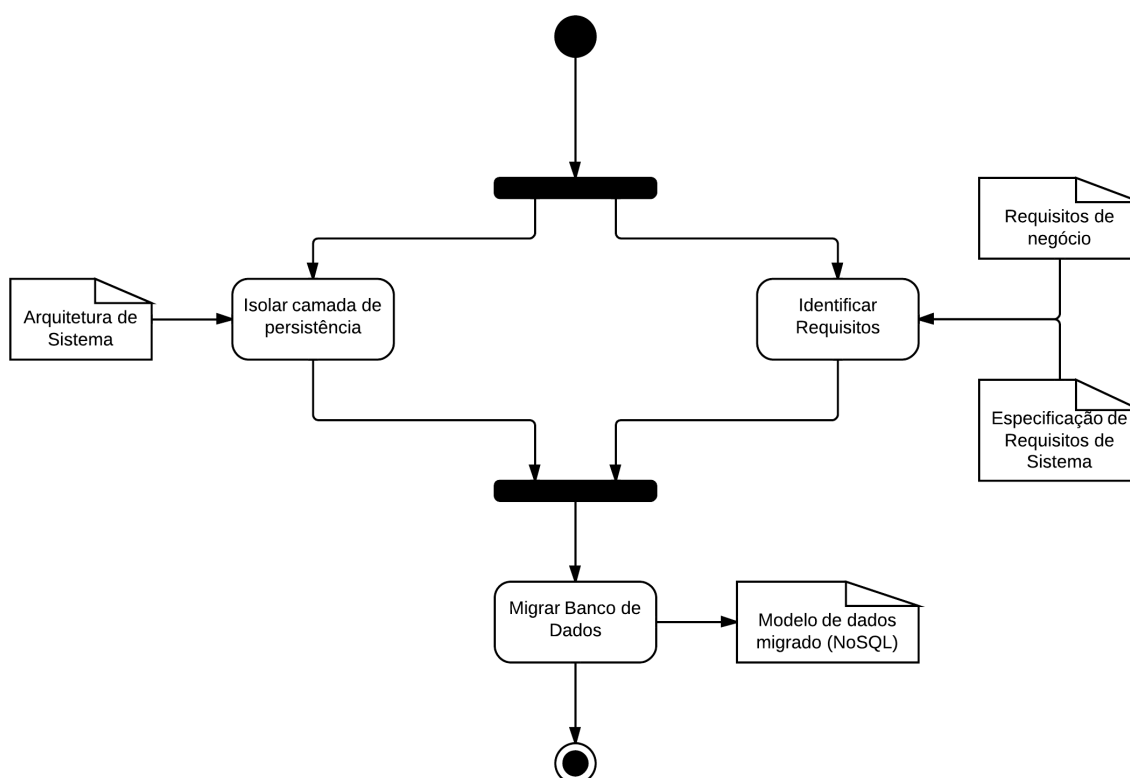 Requisitos de
negócio
Arquitetura de
Sistema
Isolar camada de
persistência
Identificar
Requisitos
Especificação de
Requisitos de
Sistema
Migrar Banco de
Dados
Modelo de dados
migrado (NoSQL)